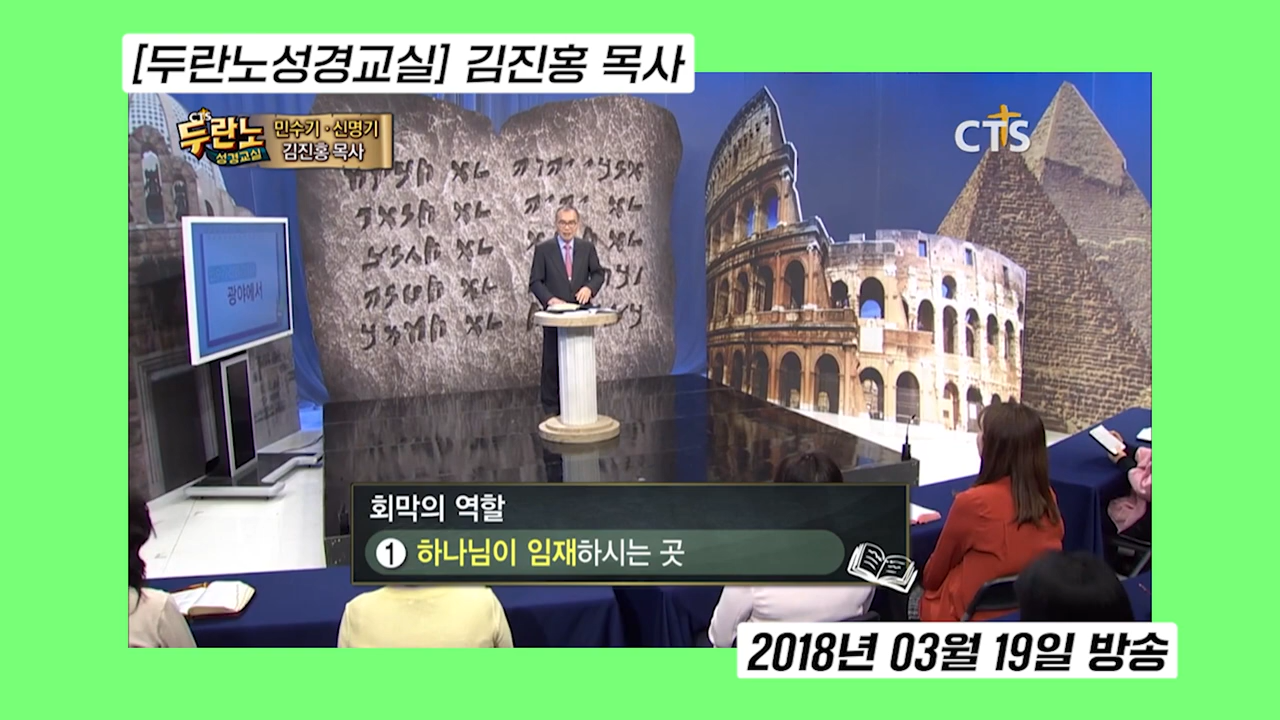 [두란노성경교실] 김진홍 목사
CTS
두란노
성경교실
민수기 · 신명기
김진홍 목사
CTS
광야에서
회막의 역할
① 하나님이 임재하시는 곳
2018년 03월 19일 방송